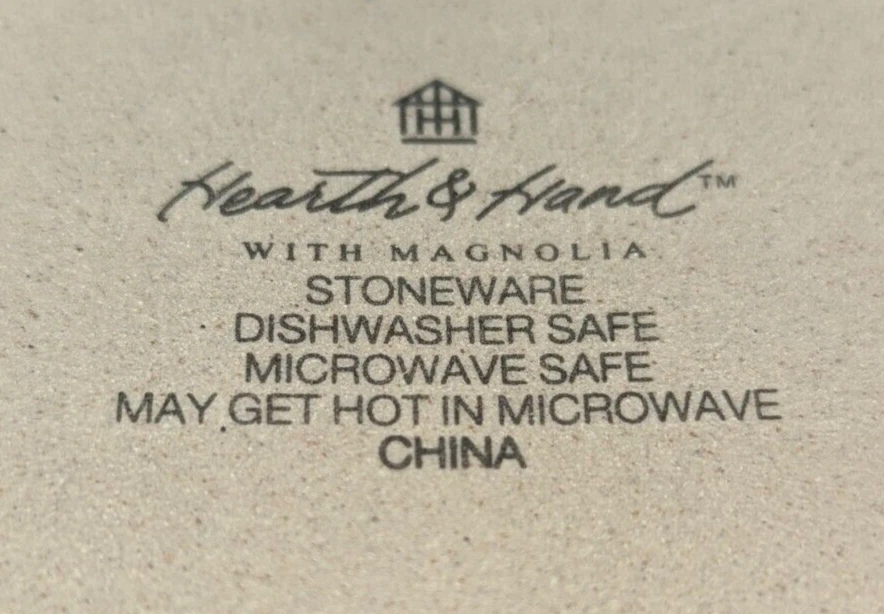 Hearth & Hand™
WITH MAGNOLIA
STONEWARE
DISHWASHER SAFE
MICROWAVE SAFE
MAY GET HOT IN MICROWAVE
CHINA